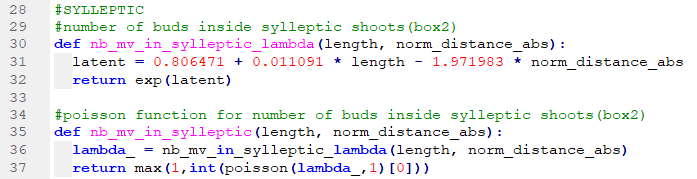 28 #SYLLEPTIC
29 #number of buds inside sylleptic shoots(box2)
30 def nb_mv_in_sylleptic_lambda(length, norm_distance_abs):
31 latent = 0.806471 + 0.011091 * length - 1.971983 * norm_distance_abs
32 return exp(latent)
33
34 #poisson function for number of buds inside sylleptic shoots(box2)
35 def nb_mv_in_sylleptic(length, norm_distance_abs):
36 lambda_ = nb_mv_in_sylleptic_lambda(length, norm_distance_abs)
37 return max(1,int(poisson(lambda_,1)[0]))